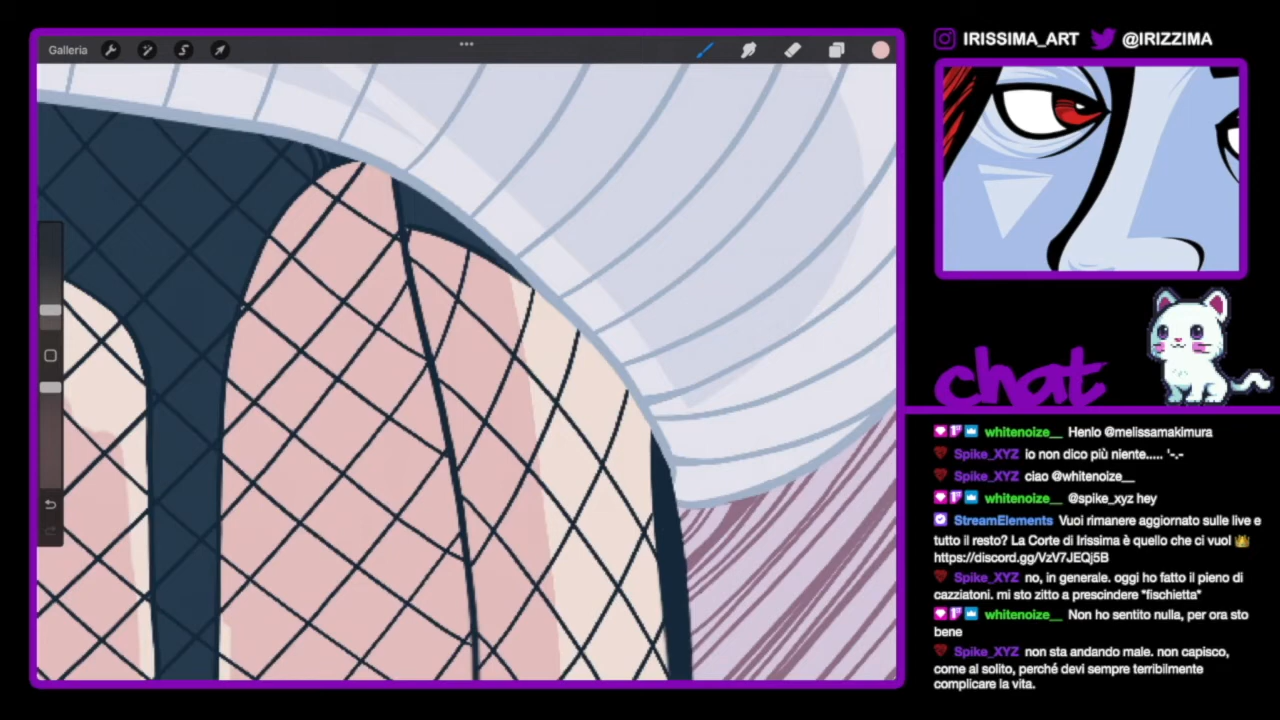 Galleria
IRISSIMA_ART @IRIZZIMA
chat
whitenoize__ Henlo @melissamakimura
Spike_XYZ io non dico più niente..... '-.-
Spike_XYZ ciao @whitenoize__
whitenoize__ @spike_xyz hey
StreamElements Vuoi rimanere aggiornato sulle live e
tutto il resto? La Corte di Irissima è quello che ci vuol
https://discord.gg/VzV7JEQj5B
Spike_XYZ no, in generale. oggi ho fatto il pieno di
cazziatoni. mi sto zitto a prescindere *fischietta*
whitenoize__ Non ho sentito nulla, per ora sto
bene
Spike_XYZ non sta andando male. non capisco,
come al solito, perché devi sempre terribilmente
complicare la vita.